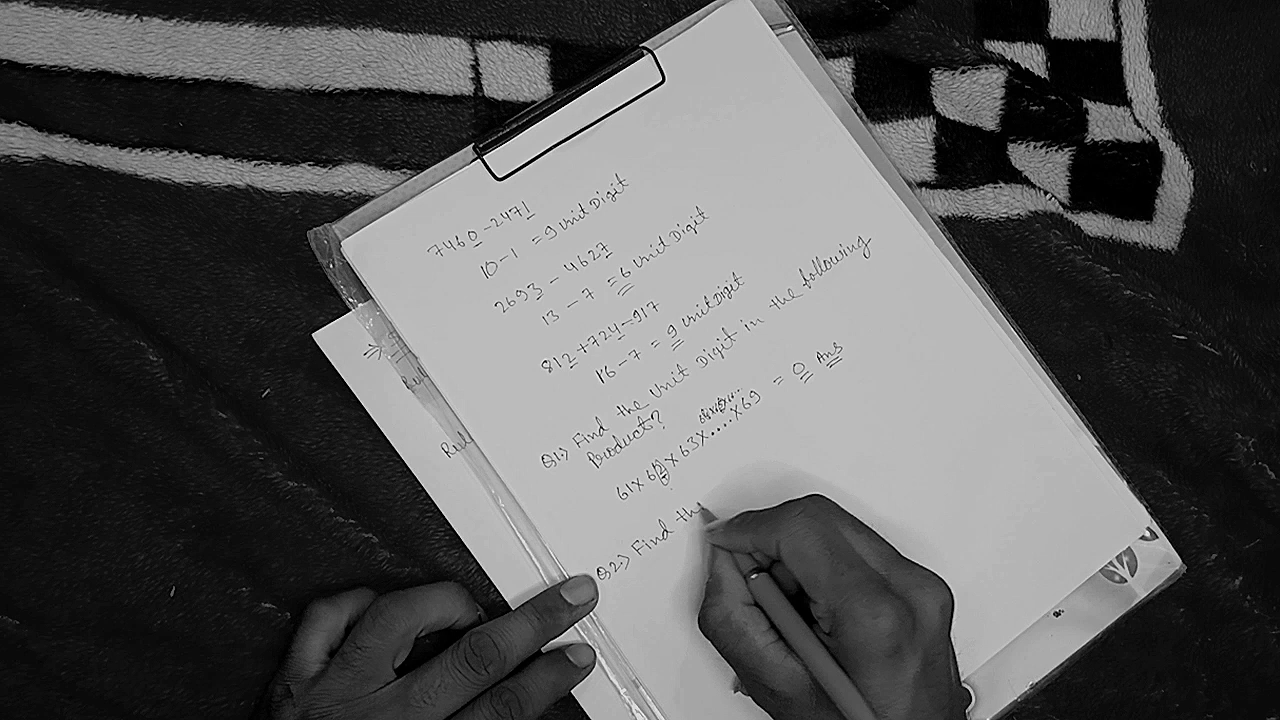 7460-2471
10-1 = 9 Unit Digit
2693 - 4627
13 - 7 = 6 Unit Digit
812+724-917
16-7 = 9 Unit Digit
Q1:) Find the Unit Digit in the following
Product?
61×62×63×....×69 = 0 Ans
Q2:) Find the